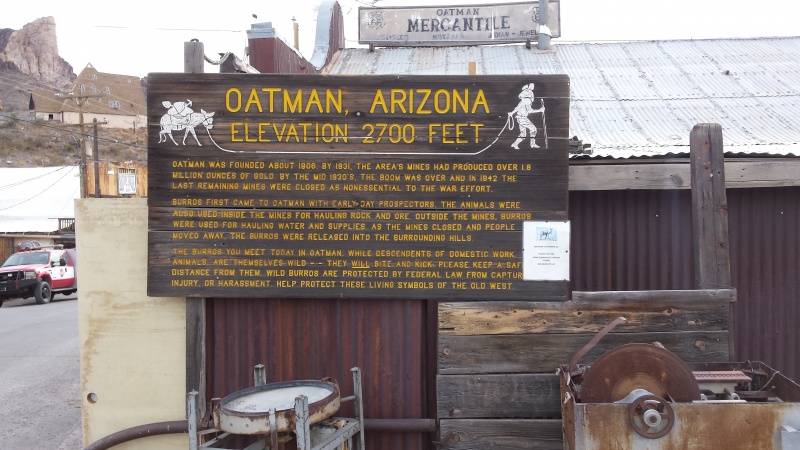 OATMAN
MERCANTILE
INDIAN - JEWEL
OATMAN, ARIZONA
ELEVATION 2700 FEET
OATMAN WAS FOUNDED ABOUT 1906. BY 1931, THE AREA'S MINES HAD PRODUCED OVER 1.8
MILLION OUNCES OF GOLD. BY THE MID 1930'S, THE BOOM WAS OVER AND IN 1942 THE
LAST REMAINING MINES WERE CLOSED AS NONESSENTIAL TO THE WAR EFFORT.
BURROS FIRST CAME TO OATMAN WITH EARLY-DAY PROSPECTORS. THE ANIMALS WERE
ALSO USED INSIDE THE MINES FOR HAULING ROCK AND ORE. OUTSIDE THE MINES, BURROS
WERE USED FOR HAULING WATER AND SUPPLIES. AS THE MINES CLOSED AND PEOPLE
MOVED AWAY, THE BURROS WERE RELEASED INTO THE SURROUNDING HILLS.
THE BURROS YOU MEET TODAY IN OATMAN, WHILE DESCENDENTS OF DOMESTIC WORK
ANIMALS, ARE THEMSELVES WILD - - THEY WILL BITE AND KICK. PLEASE KEEP A SAF
DISTANCE FROM THEM. WILD BURROS ARE PROTECTED BY FEDERAL LAW FROM CAPTUR
INJURY, OR HARASSMENT. HELP PROTECT THESE LIVING SYMBOLS OF THE OLD WEST.